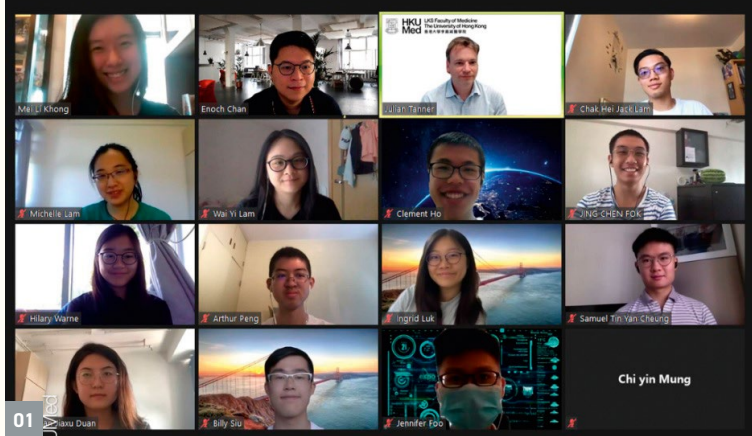 Mei Li Khong
Enoch Chan
HKU Med
LKS Faculty of Medicine
The University of Hong Kong
香港大學李嘉誠醫學院
Julian Tanner
Chak Hei Jack Lam
Michelle Lam
Wai Yi Lam
Clement Ho
JING CHEN FOK
Hilary Warne
Arthur Peng
Ingrid Luk
Samuel Tin Yan Cheung
Jiaxu Duan
Billy Siu
Jennifer Foo
Chi yin Mung
01